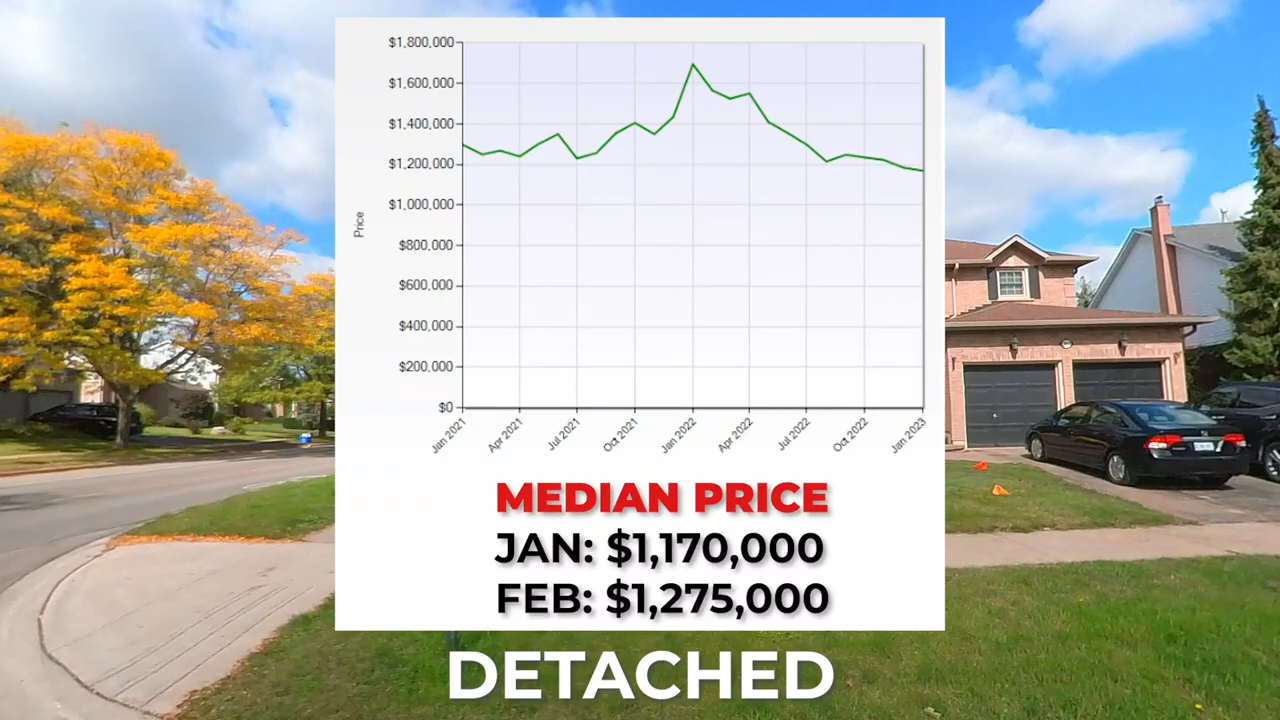 $1,800,000
$1,600,000
$1,400,000
$1,200,000
$1,000,000
$800,000
$600,000
$400,000
$200,000
$0
Price
Jan 2021
Apr 2021
Jul 2021
Oct 2021
Jan 2022
Apr 2022
Jul 2022
Oct 2022
Jan 2023
MEDIAN PRICE
JAN: $1,170,000
FEB: $1,275,000
DETACHED